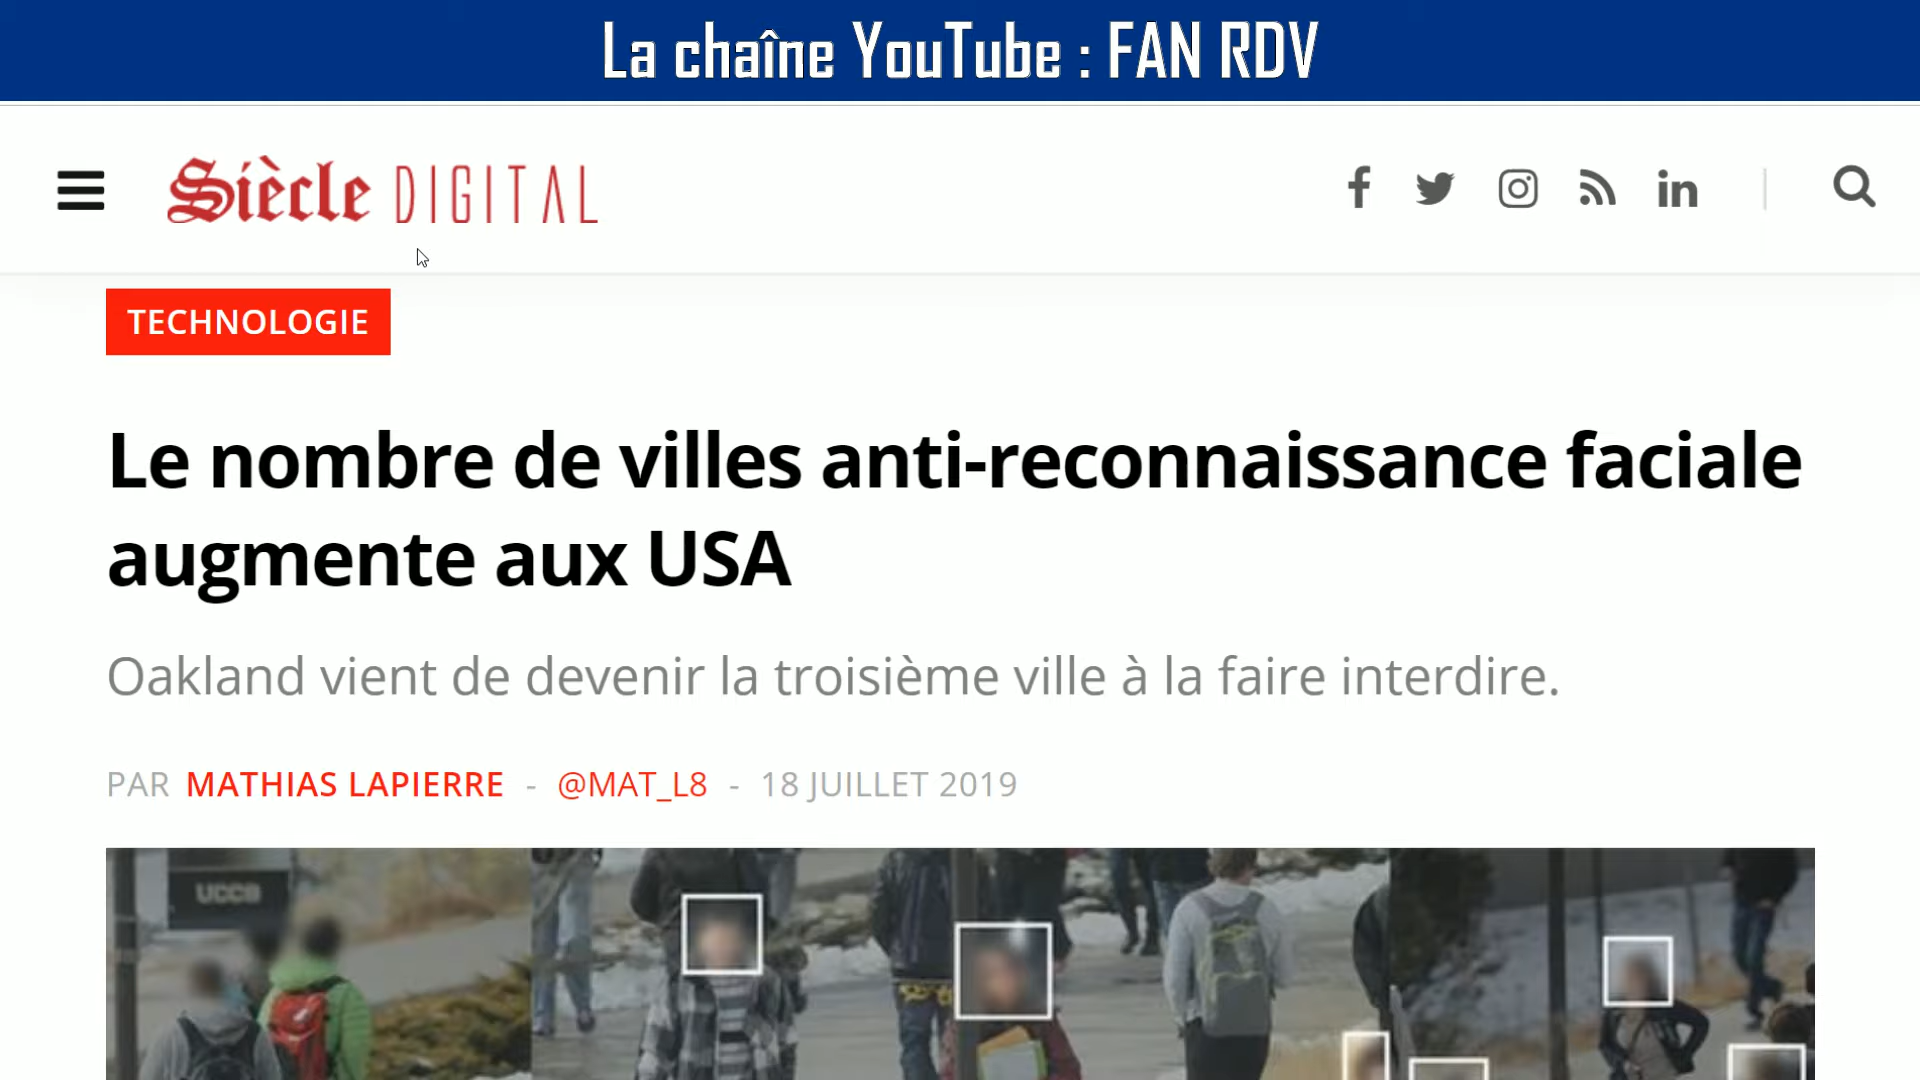 La chaîne YouTube : FAN RDV
Siècle DIGITAL
TECHNOLOGIE
Le nombre de villes anti-reconnaissance faciale
augmente aux USA
Oakland vient de devenir la troisième ville à la faire interdire.
PAR MATHIAS LAPIERRE - @MAT_L8 - 18 JUILLET 2019
UCCS